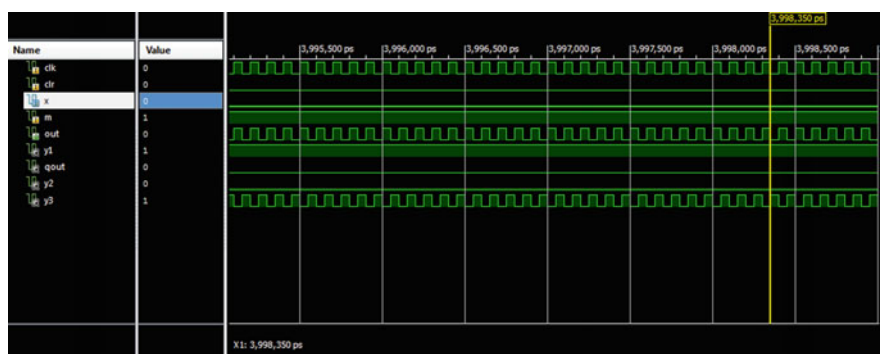 3,998,350 ps
Name Value
3,995,500 ps 3,996,000 ps 3,996,500 ps 3,997,000 ps 3,997,500 ps 3,998,000 ps 3,998,500 ps
clk 0
clr 0
x 0
m 1
out 0
y1 1
qout 0
y2 0
y3 1
X1: 3,998,350 ps